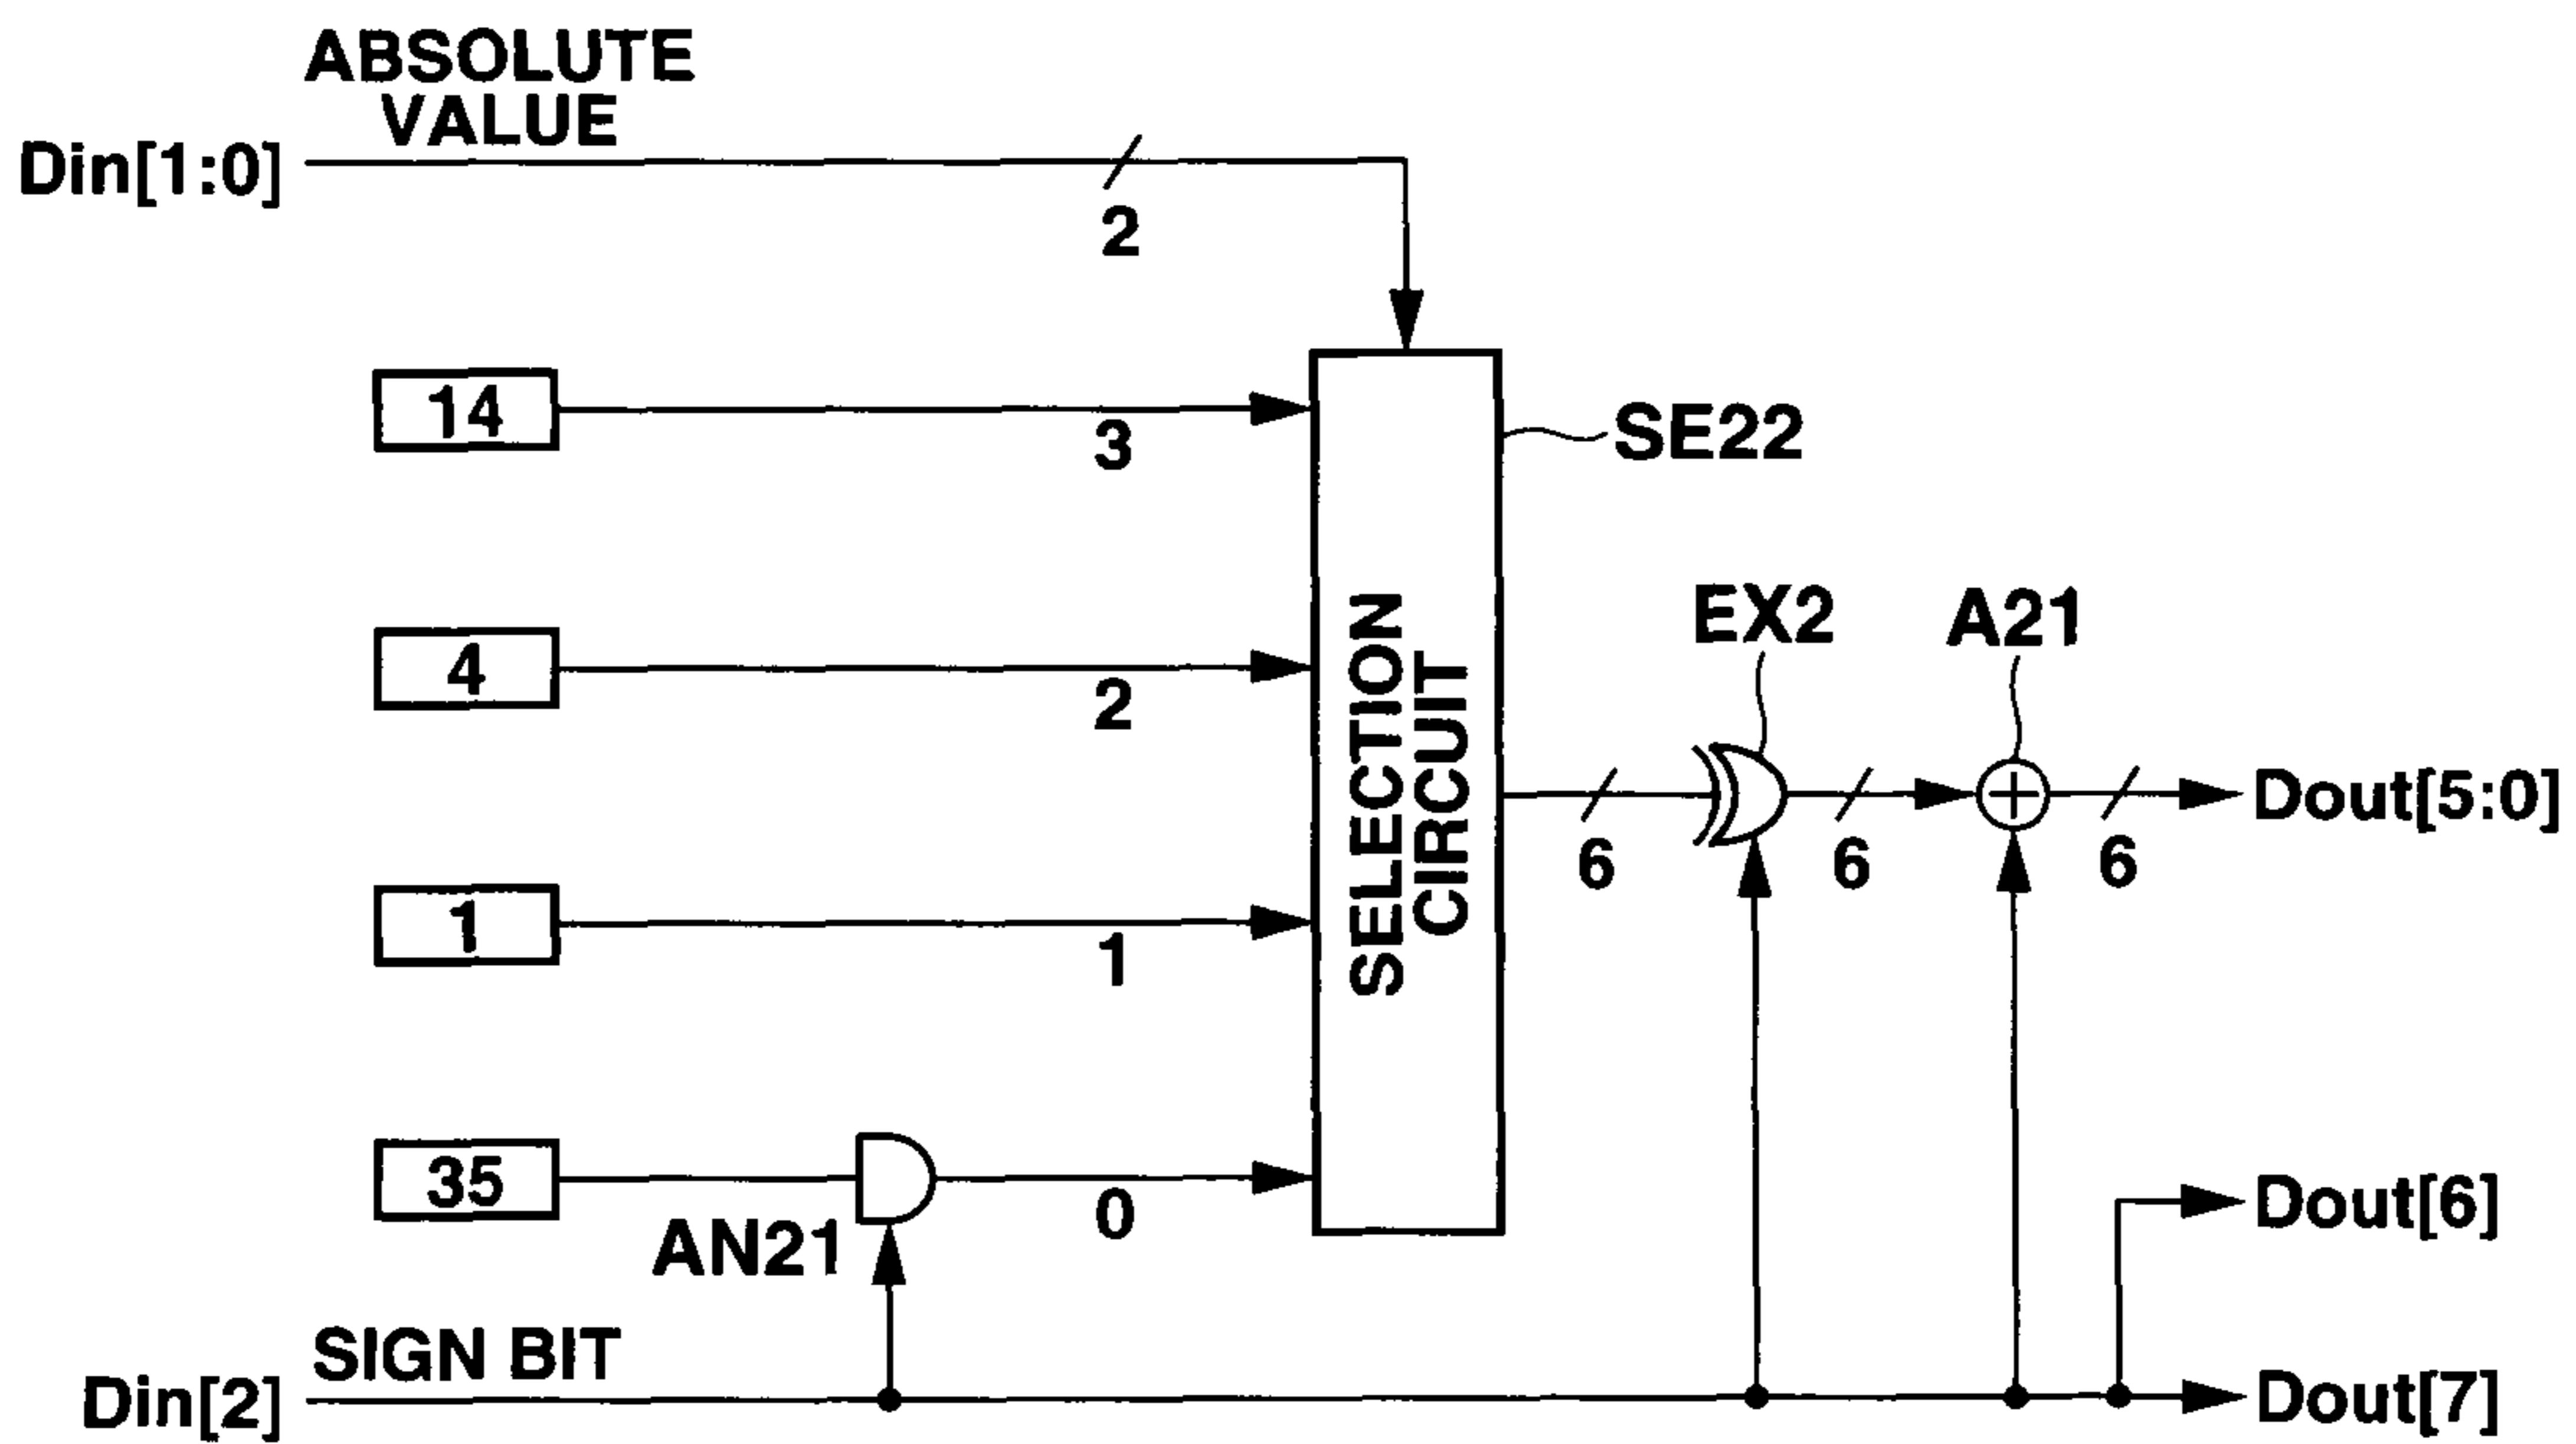 ABSOLUTE
VALUE
Din[1:0]
2
14
3
SE22
4
2
SELECTION
CIRCUIT
EX2
A21
6
6
6
Dout[5:0]
1
1
35
AN21
0
Dout[6]
SIGN BIT
Din[2]
Dout[7]